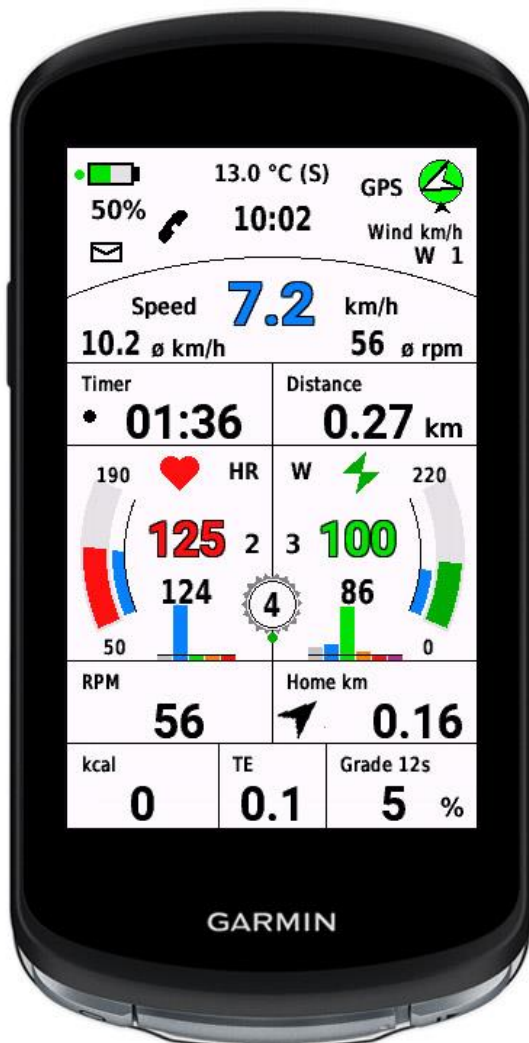 13.0 °C (S)
GPS
50%
10:02
Wind km/h
W 1
Speed 7.2 km/h
10.2 ø km/h 56 ø rpm
Timer
01:36
Distance
0.27 km
190 HR W 220
125 2 3 100
124 4 86
50 0
RPM
56
Home km
0.16
kcal
0
TE
0.1
Grade 12s
5 %
GARMIN